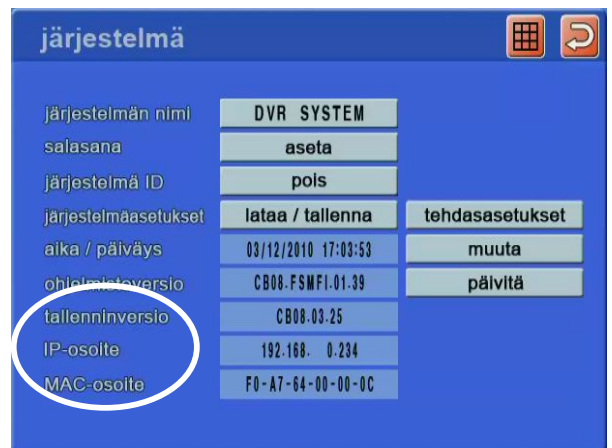 järjestelmä
järjestelmän nimi DVR SYSTEM
salasana aseta
järjestelmä ID pois
järjestelmäasetukset lataa / tallenna tehdasasetukset
aika / päiväys 03/12/2010 17:03:53 muuta
ohjelmistoversio CB08.FSMFI.01.39 päivitä
tallenninversio CB08.03.25
IP-osoite 192.168. 0.234
MAC-osoite F0-A7-64-00-00-0C